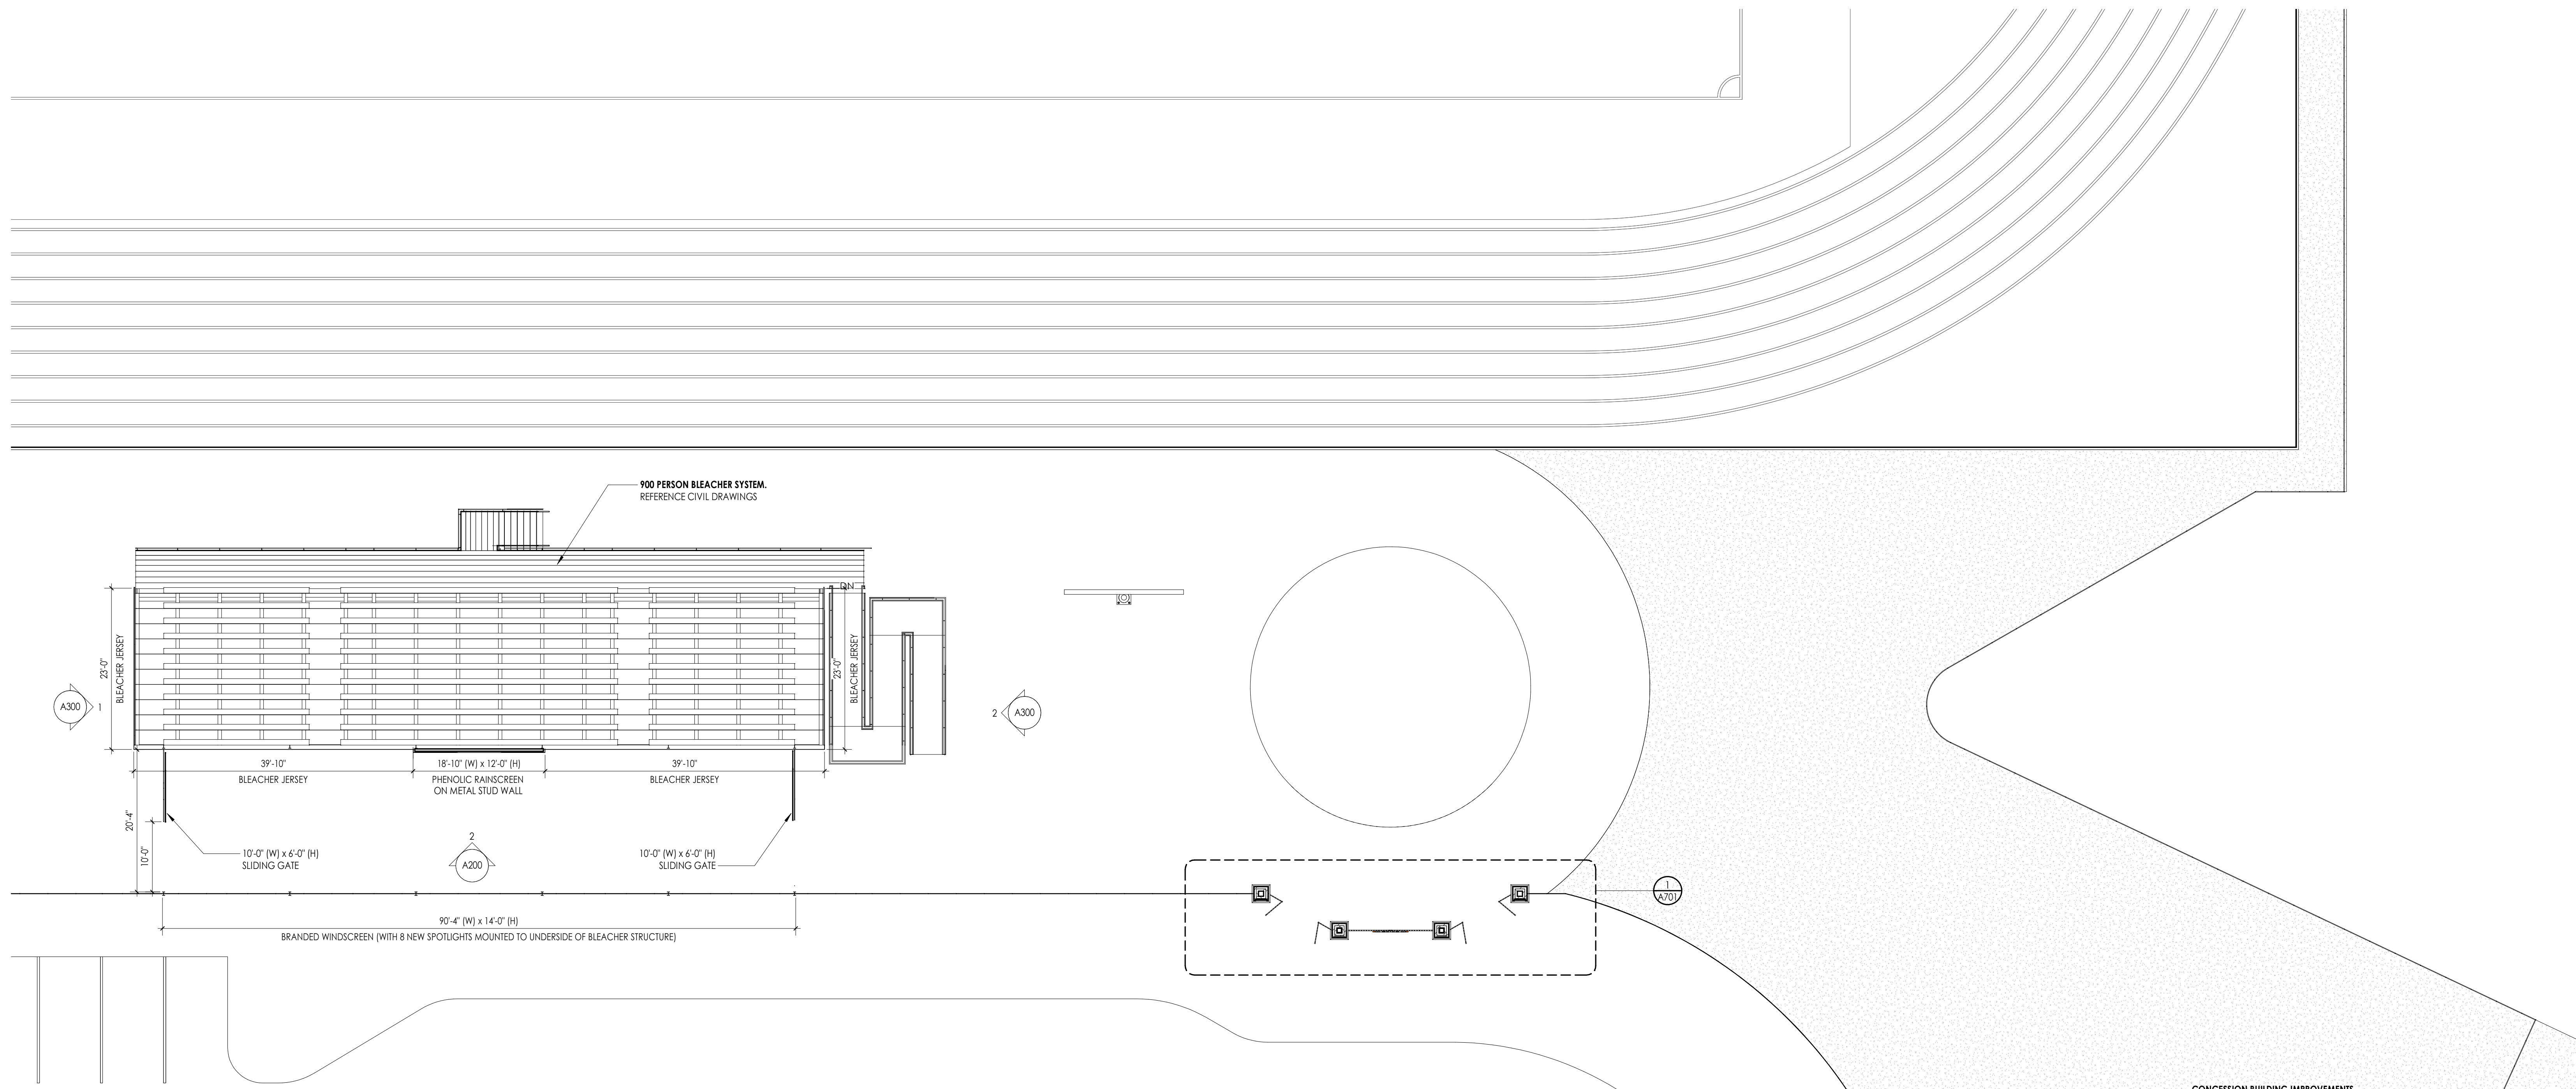 900 PERSON BLEACHER SYSTEM.
REFERENCE CIVIL DRAWINGS
DN
23'-0"
BLEACHER JERSEY
23'-0"
BLEACHER JERSEY
A300
1
2
A300
39'-10"
BLEACHER JERSEY
18'-10" (W) x 12'-0" (H)
PHENOLIC RAINSCREEN
ON METAL STUD WALL
39'-10"
BLEACHER JERSEY
20'-4"
10'-0"
10'-0" (W) x 6'-0" (H)
SLIDING GATE
2
A200
10'-0" (W) x 6'-0" (H)
SLIDING GATE
1
A701
90'-4" (W) x 14'-0" (H)
BRANDED WINDSCREEN (WITH 8 NEW SPOTLIGHTS MOUNTED TO UNDERSIDE OF BLEACHER STRUCTURE)
CONCESSION BUILDING IMPROVEMENTS